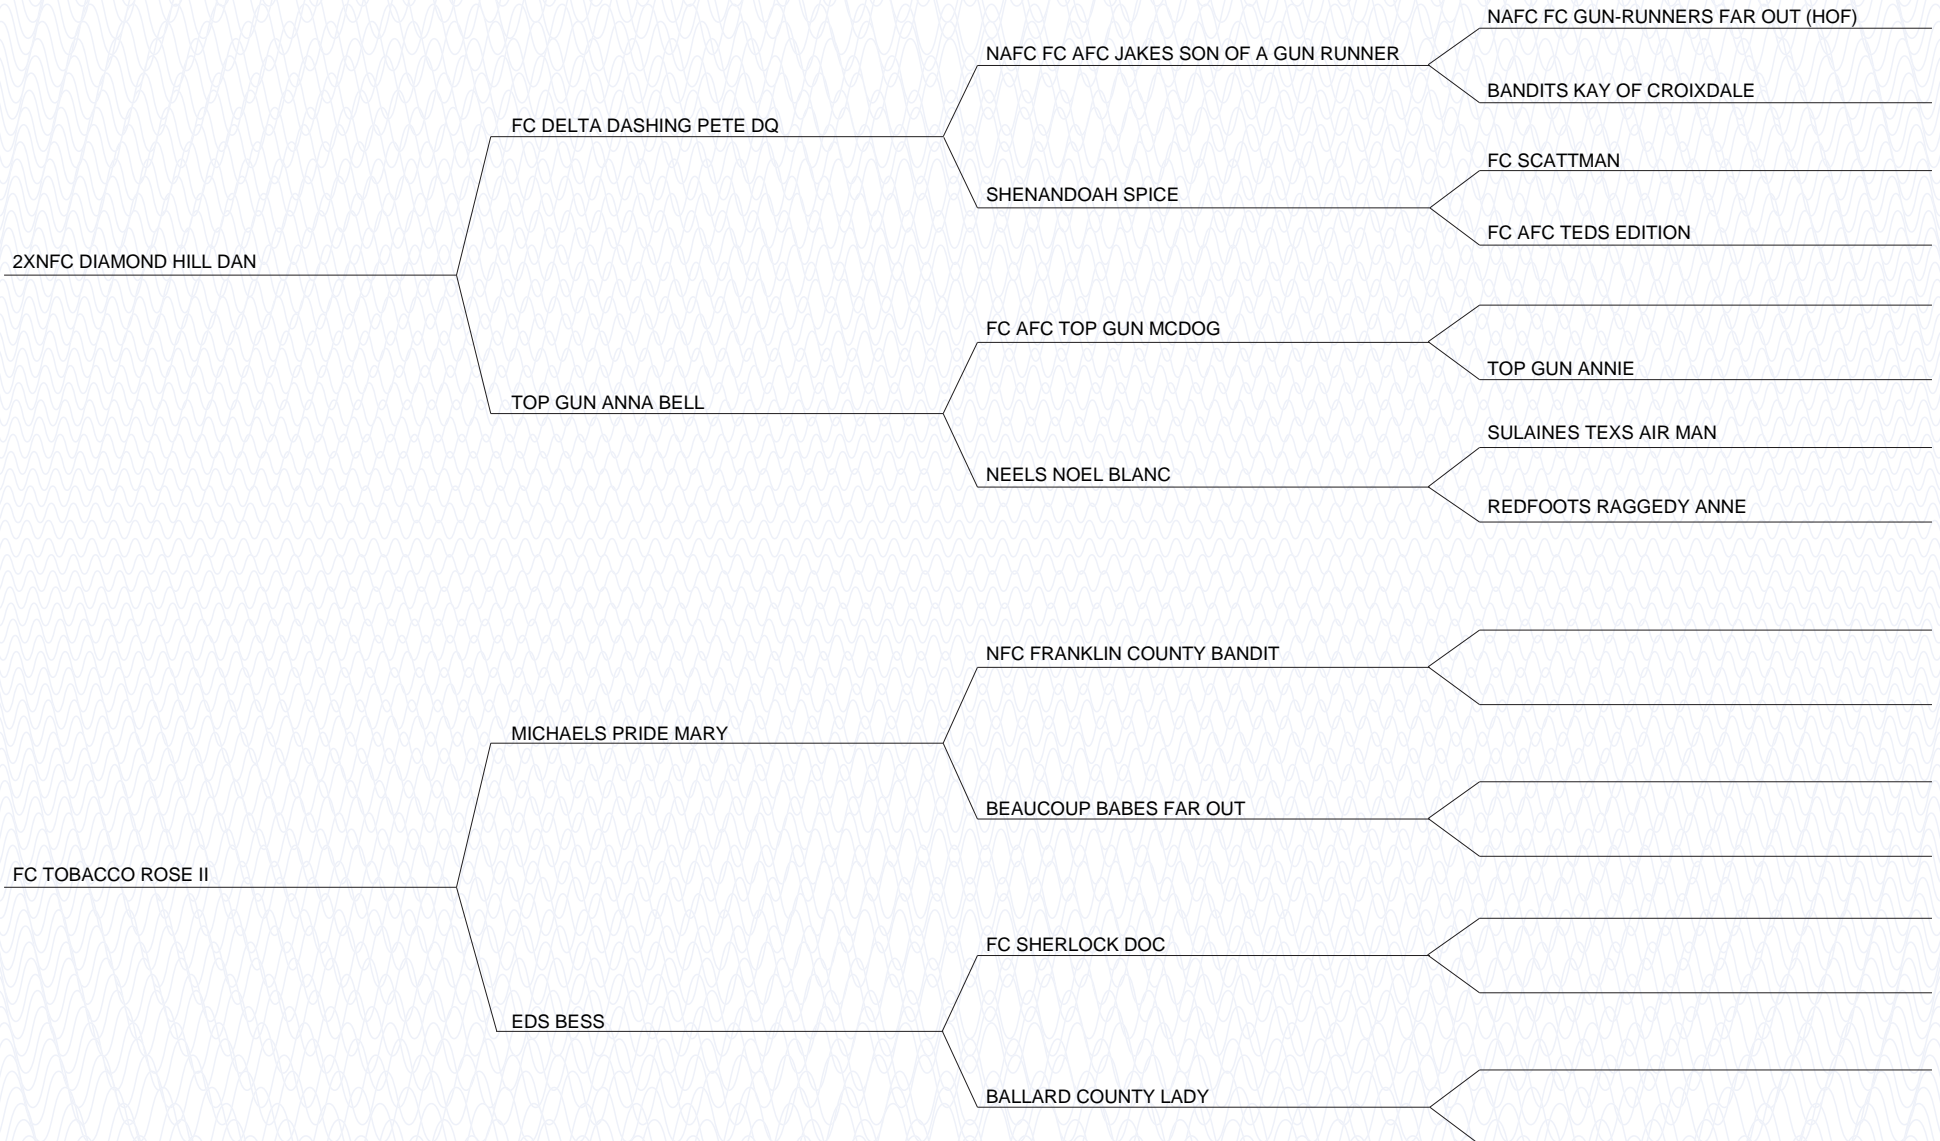 NAFC FC GUN-RUNNERS FAR OUT (HOF)
NAFC FC AFC JAKES SON OF A GUN RUNNER
BANDITS KAY OF CROIXDALE
FC DELTA DASHING PETE DQ
FC SCATTMAN
SHENANDOAH SPICE
FC AFC TEDS EDITION
2XNFC DIAMOND HILL DAN
FC AFC TOP GUN MCDOG
TOP GUN ANNIE
TOP GUN ANNA BELL
SULAINES TEXS AIR MAN
NEELS NOEL BLANC
REDFOOTS RAGGEDY ANNE
NFC FRANKLIN COUNTY BANDIT
MICHAELS PRIDE MARY
BEAUCOUP BABES FAR OUT
FC TOBACCO ROSE II
FC SHERLOCK DOC
EDS BESS
BALLARD COUNTY LADY